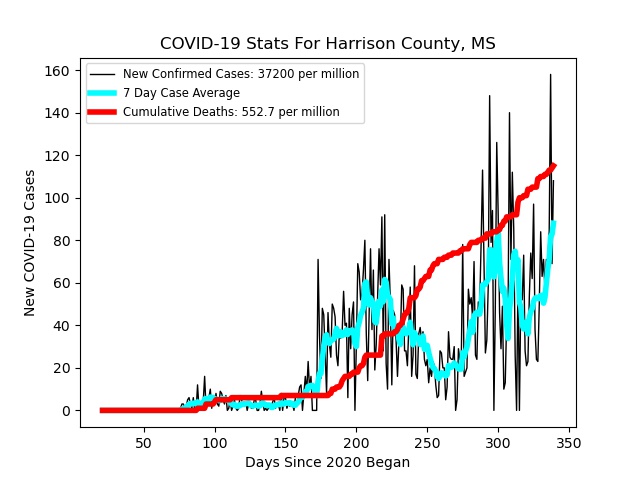 COVID-19 Stats For Harrison County, MS
New Confirmed Cases: 37200 per million
7 Day Case Average
Cumulative Deaths: 552.7 per million
New COVID-19 Cases
160
140
120
100
80
60
40
20
0
50
100
150
200
250
300
350
Days Since 2020 Began